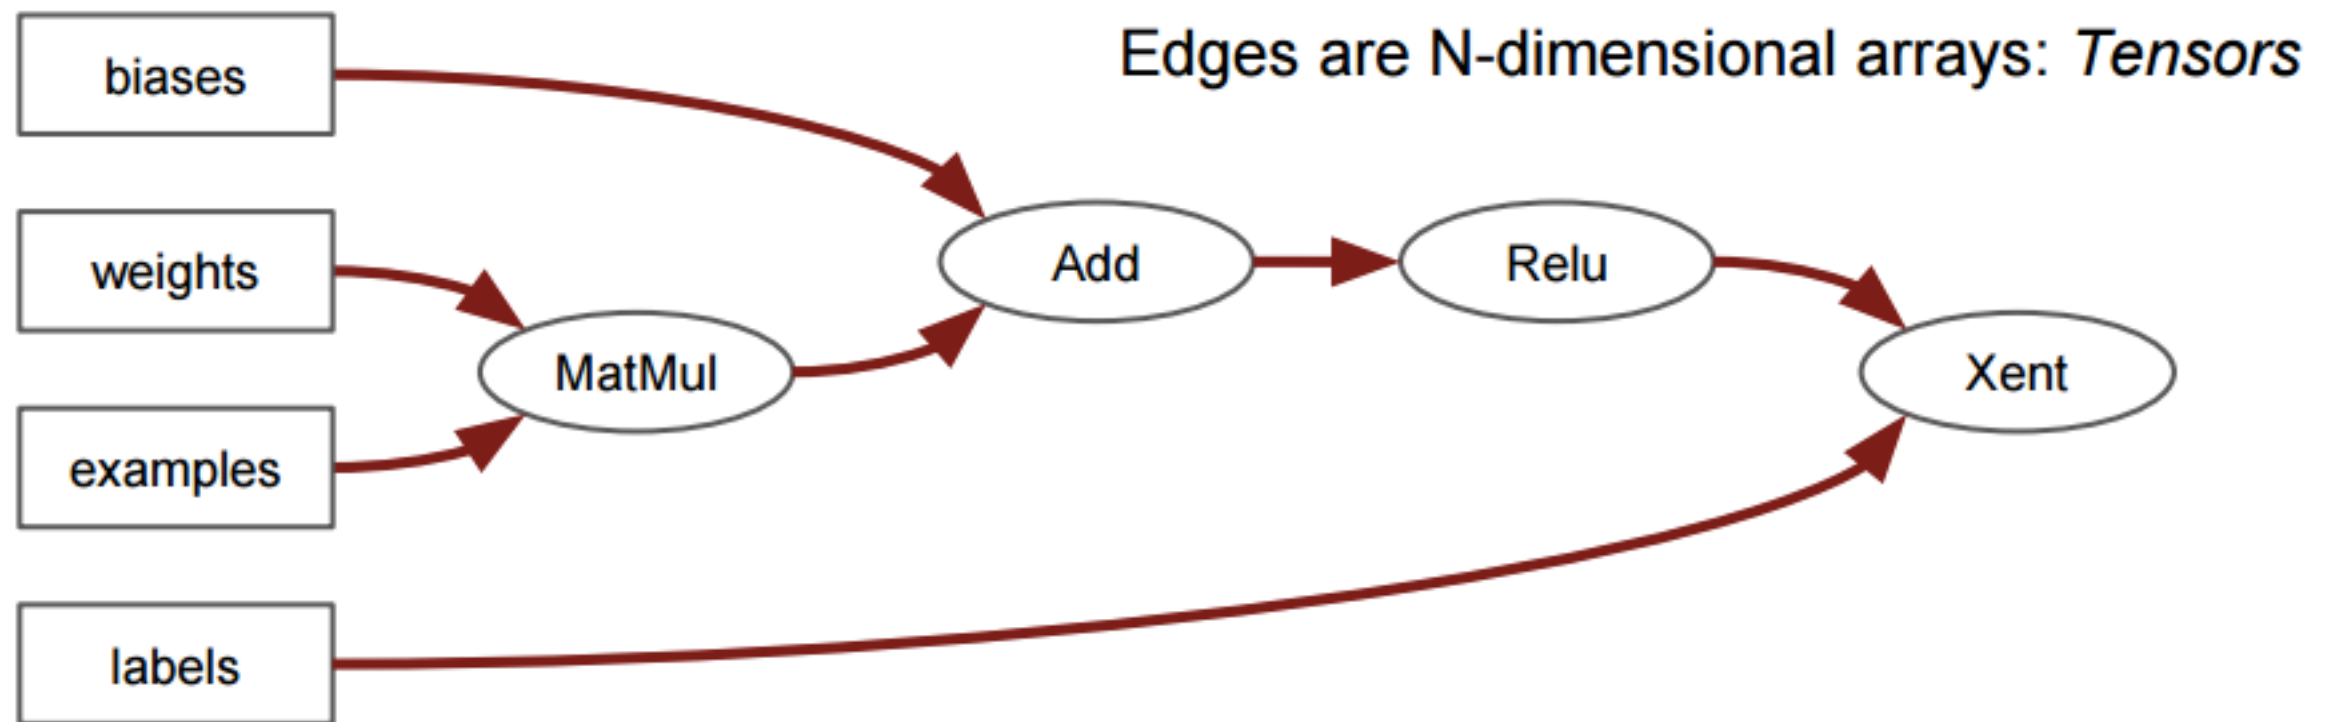 Edges are N-dimensional arrays: Tensors
biases
weights
examples
labels
MatMul
Add
Relu
Xent